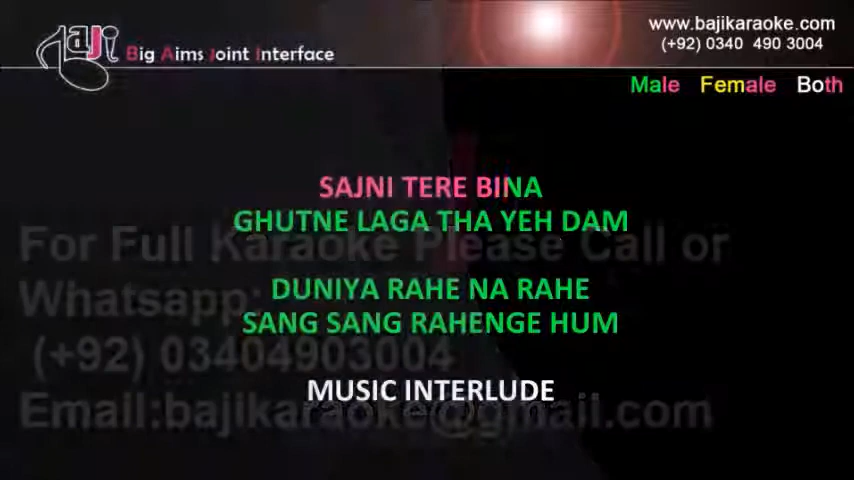 Baji
Big Aims Joint Interface
www.bajikaraoke.com
(+92) 0340 490 3004
Male Female Both
SAJNI TERE BINA
GHUTNE LAGA THA YEH DAM
DUNIYA RAHE NA RAHE
SANG SANG RAHENGE HUM
MUSIC INTERLUDE
For Full Karaoke Please Call or
Whatsapp:
(+92) 03404903004
Email:bajikaraoke@gmail.com